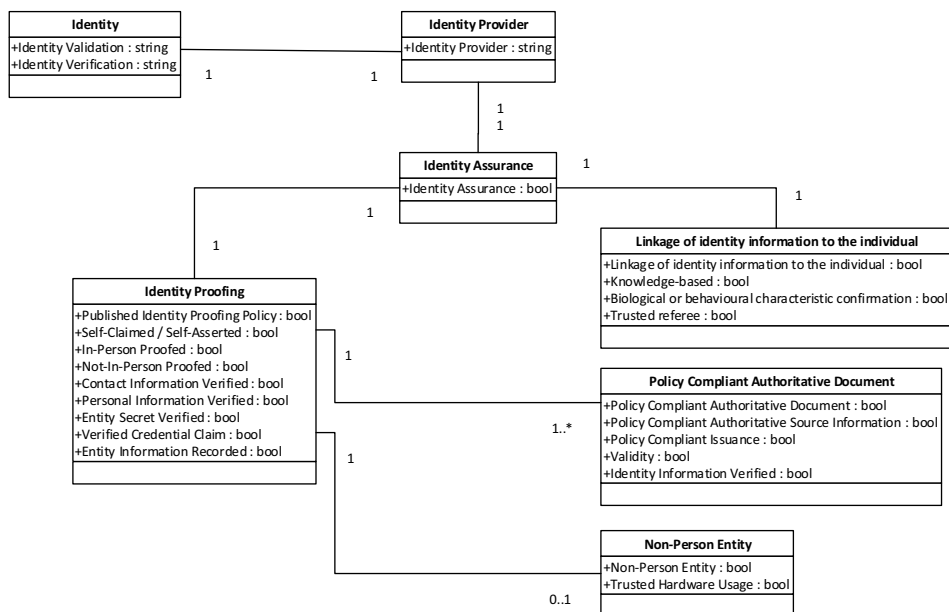 Identity
+Identity Validation : string
+Identity Verification : string
Identity Provider
+Identity Provider : string
1
1
1
1
Identity Assurance
+Identity Assurance : bool
1
1
1
1
Linkage of identity information to the individual
+Linkage of identity information to the individual : bool
+Knowledge-based : bool
+Biological or behavioural characteristic confirmation : bool
+Trusted referee : bool
Identity Proofing
+Published Identity Proofing Policy : bool
+Self-Claimed / Self-Asserted : bool
+In-Person Proofed : bool
+Not-In-Person Proofed : bool
+Contact Information Verified : bool
+Personal Information Verified : bool
+Entity Secret Verified : bool
+Verified Credential Claim : bool
+Entity Information Recorded : bool
1
1..*
Policy Compliant Authoritative Document
+Policy Compliant Authoritative Document : bool
+Policy Compliant Authoritative Source Information : bool
+Policy Compliant Issuance : bool
+Validity : bool
+Identity Information Verified : bool
1
0..1
Non-Person Entity
+Non-Person Entity : bool
+Trusted Hardware Usage : bool